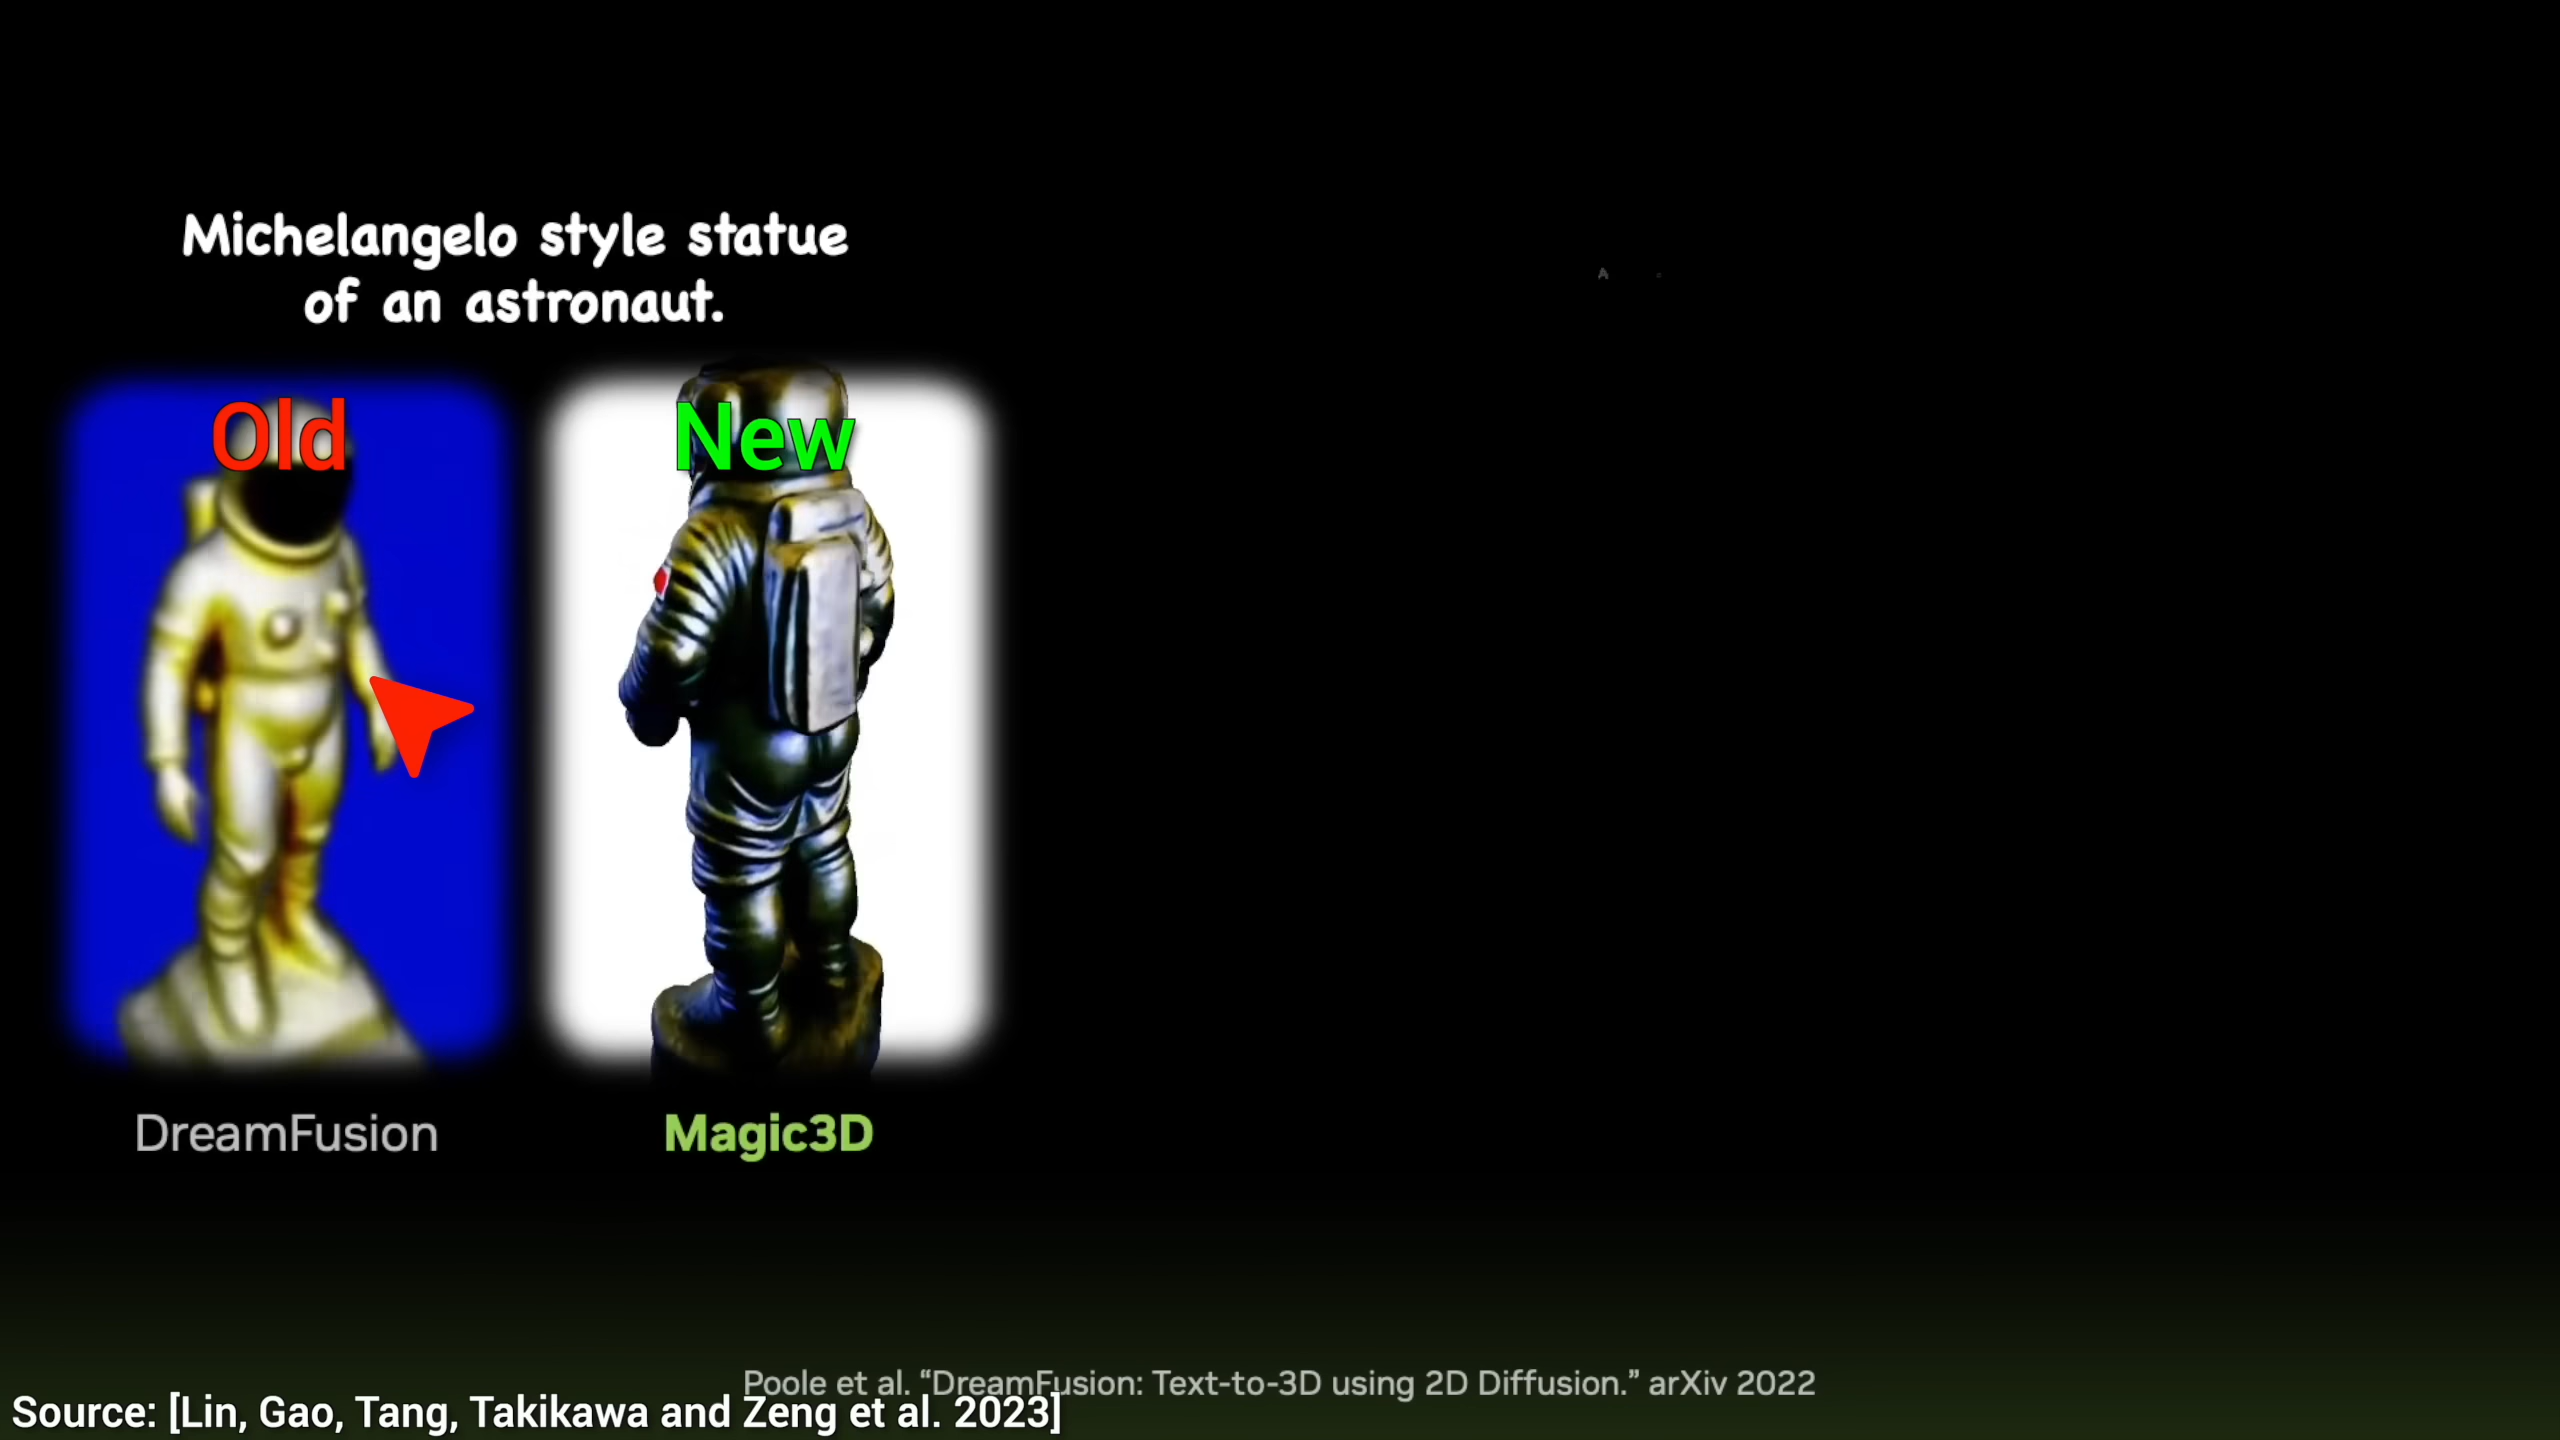 Michelangelo style statue
of an astronaut.
A
Old
New
DreamFusion
Magic3D
Poole et al. “DreamFusion: Text-to-3D using 2D Diffusion.” arXiv 2022
Source: [Lin, Gao, Tang, Takikawa and Zeng et al. 2023]